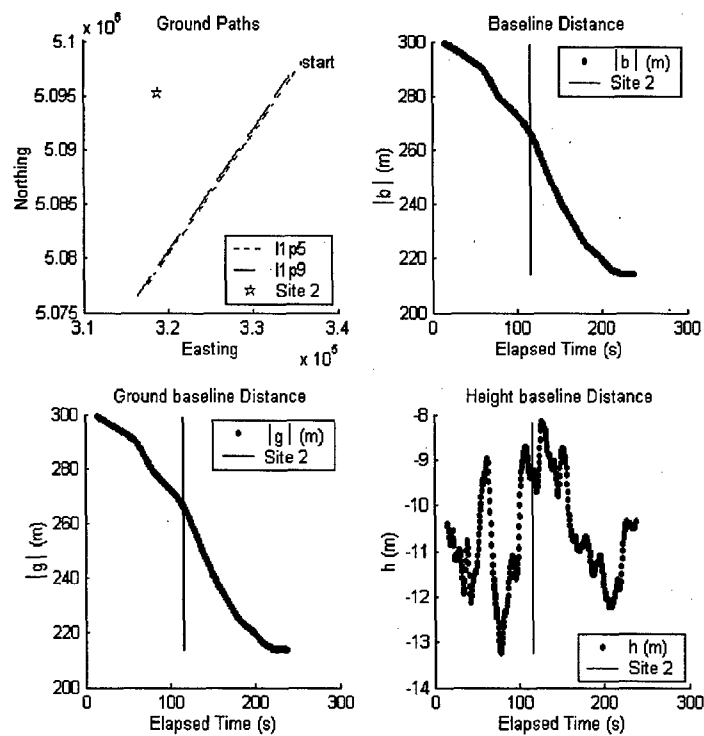 x 10⁶
Ground Paths
5.1
5.095
5.09
5.085
5.08
5.075
Northing
start
l1p5
l1p9
Site 2
3.1 3.2 3.3 3.4
Easting
x 10⁵
Baseline Distance
300
280
260
240
220
200
|b| (m)
|b| (m)
Site 2
0 100 200 300
Elapsed Time (s)
Ground baseline Distance
300
280
260
240
220
200
|g| (m)
|g| (m)
Site 2
0 100 200 300
Elapsed Time (s)
Height baseline Distance
-8
-9
-10
-11
-12
-13
-14
h (m)
h (m)
Site 2
0 100 200 300
Elapsed Time (s)